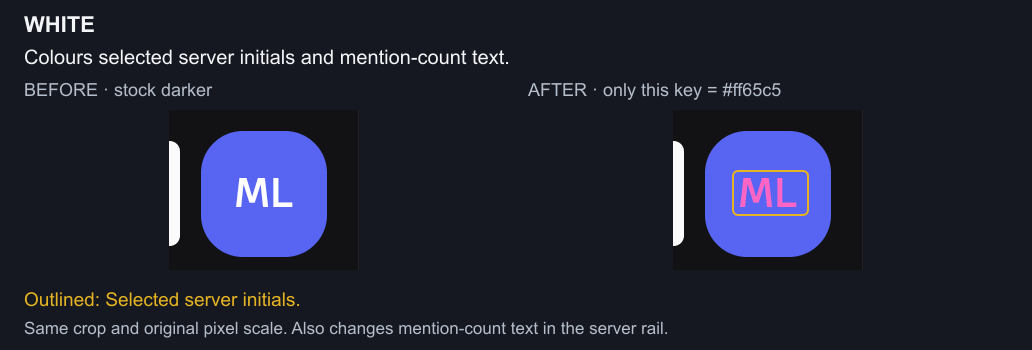 WHITE
Colours selected server initials and mention-count text.
BEFORE · stock darker
AFTER · only this key = #ff65c5
ML
ML
Outlined: Selected server initials.
Same crop and original pixel scale. Also changes mention-count text in the server rail.